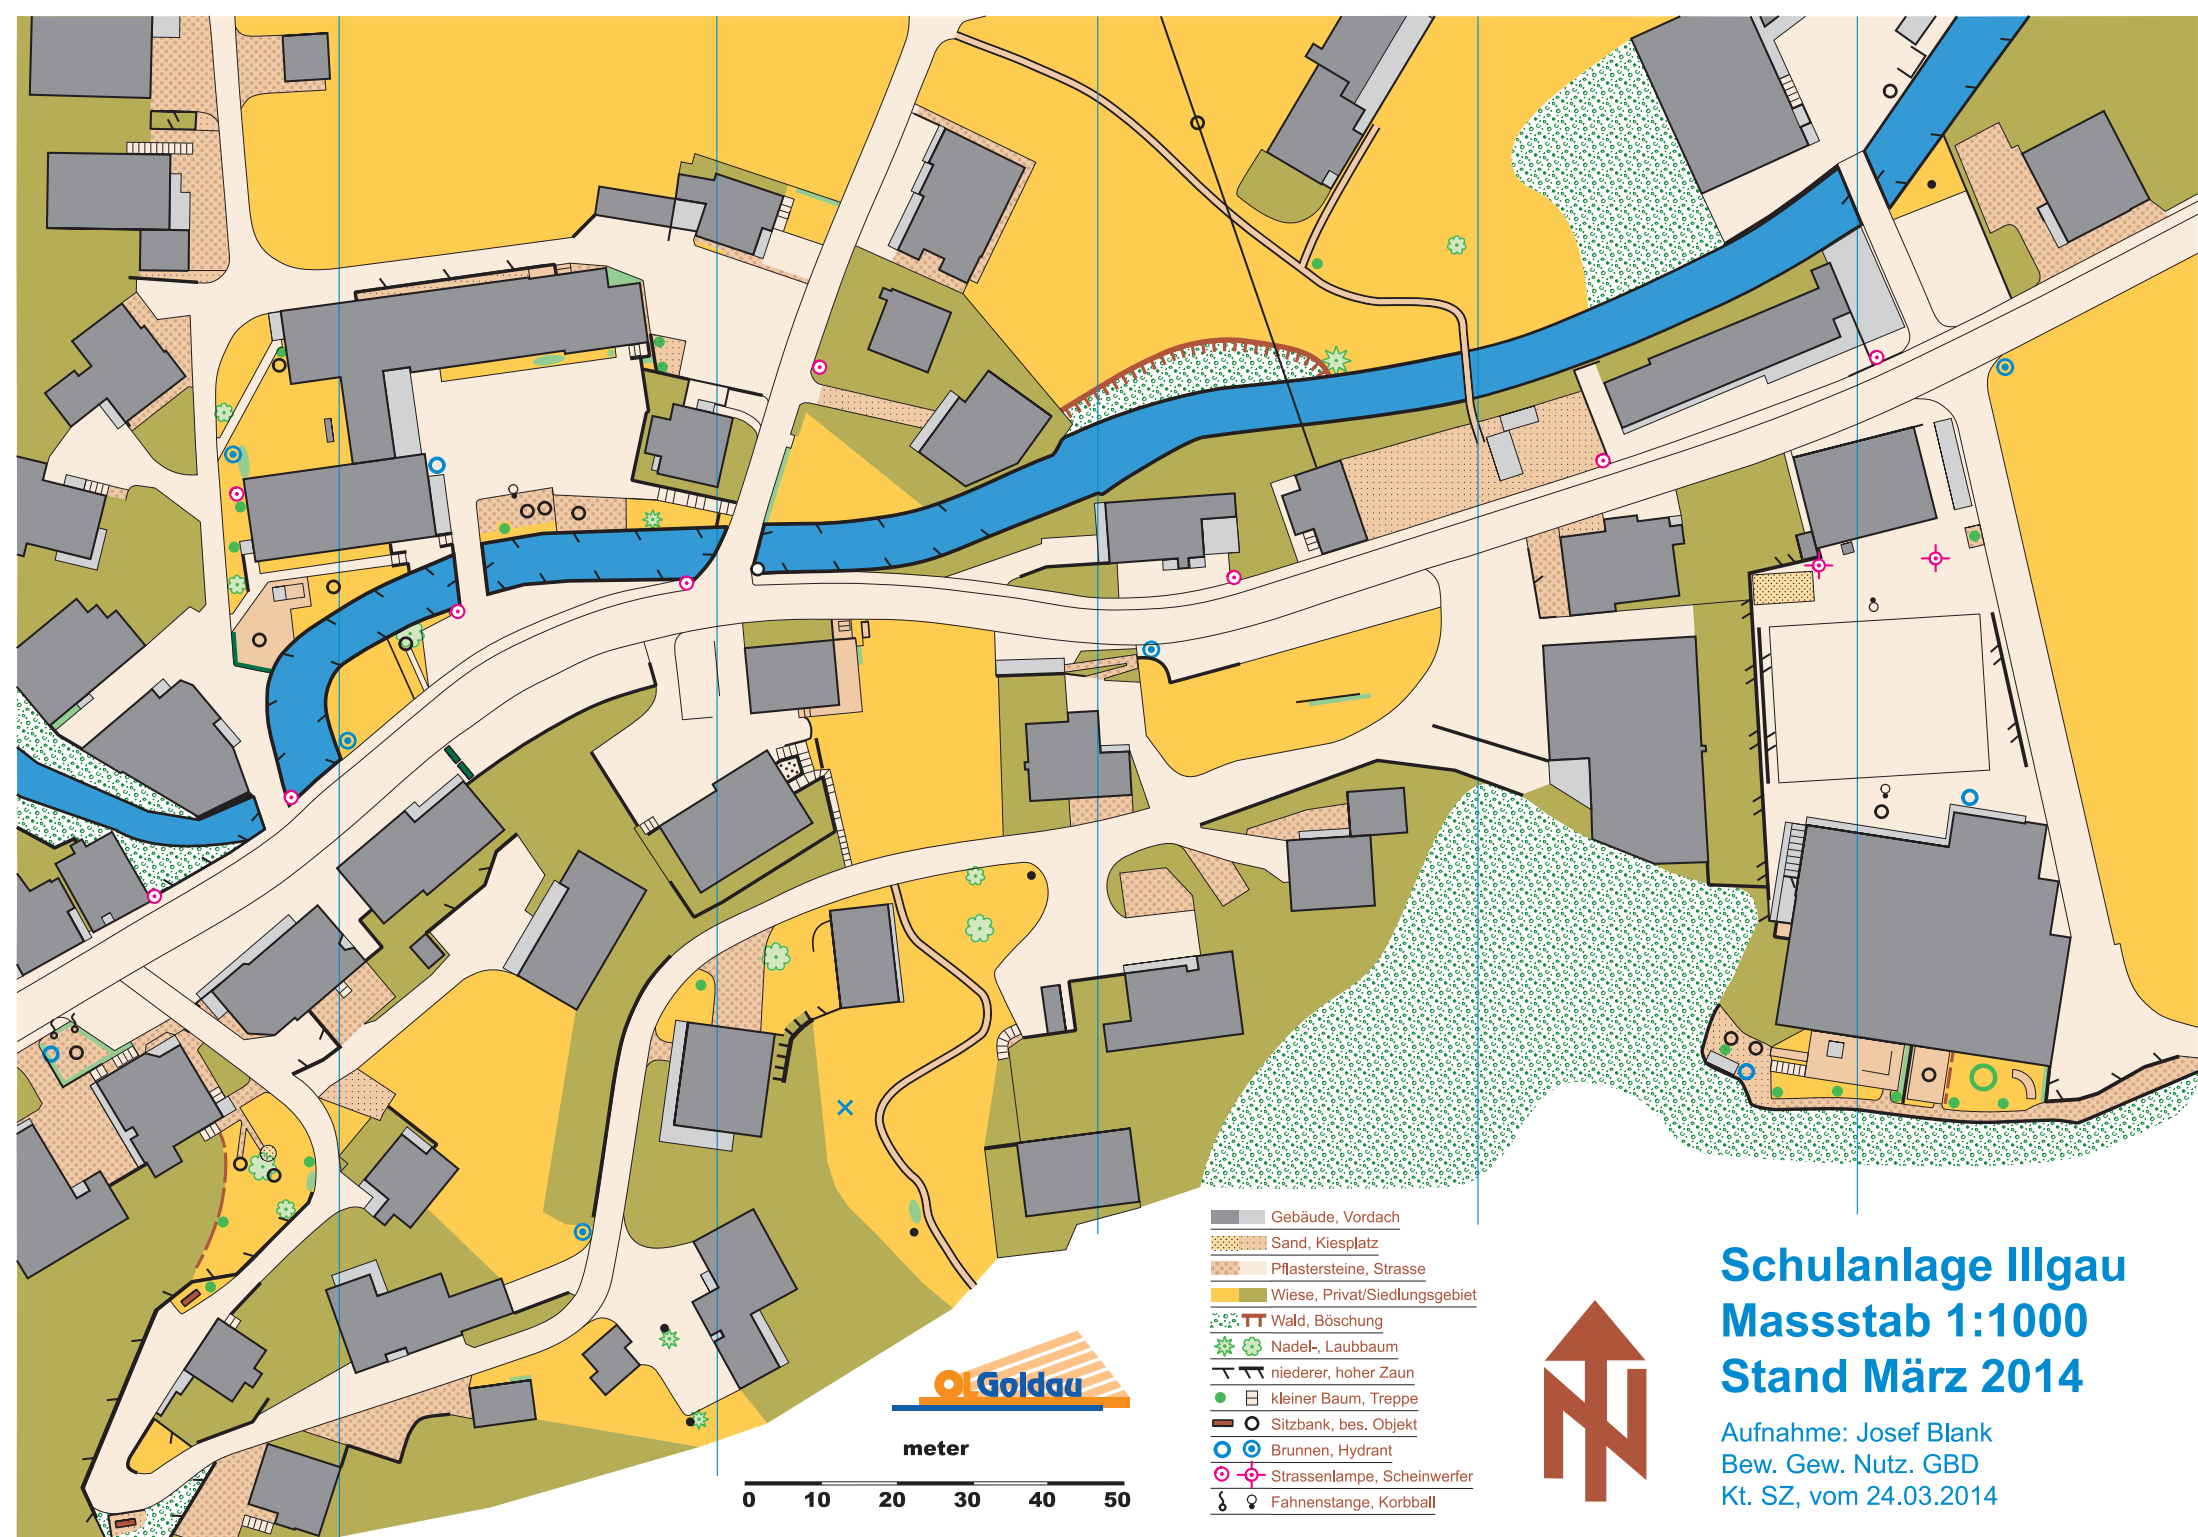 Gebäude, Vordach
Sand, Kiesplatz
Pflastersteine, Strasse
Wiese, Privat/Siedlungsgebiet
Wald, Böschung
Nadel-, Laubbaum
niederer, hoher Zaun
kleiner Baum, Treppe
Sitzbank, bes. Objekt
Brunnen, Hydrant
Strassenlampe, Scheinwerfer
Fahnenstange, Korbball
OLGoldau
meter
0 10 20 30 40 50
Schulanlage Illgau
Massstab 1:1000
Stand März 2014
Aufnahme: Josef Blank
Bew. Gew. Nutz. GBD
Kt. SZ, vom 24.03.2014